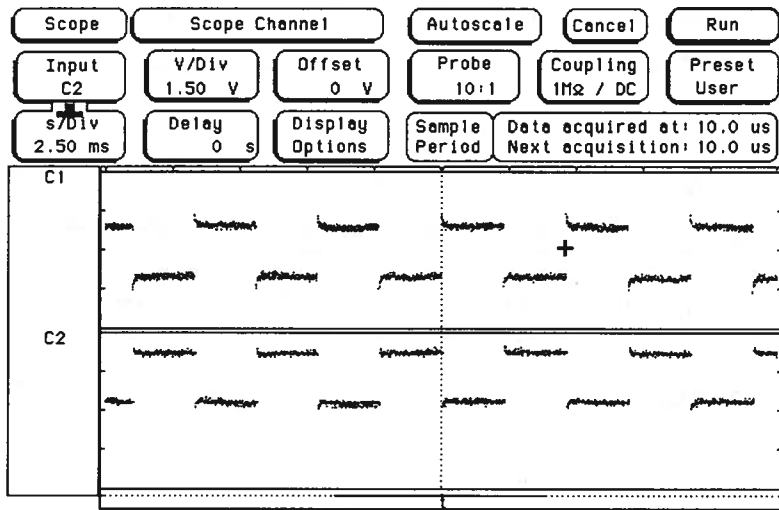 Scope Scope Channel Autoscale Cancel Run
Input V/Div Offset Probe Coupling Preset
C2 1.50 V 0 V 10:1 1MΩ / DC User
s/Div Delay Display Sample Data acquired at: 10.0 us
2.50 ms 0 s Options Period Next acquisition: 10.0 us
C1
C2